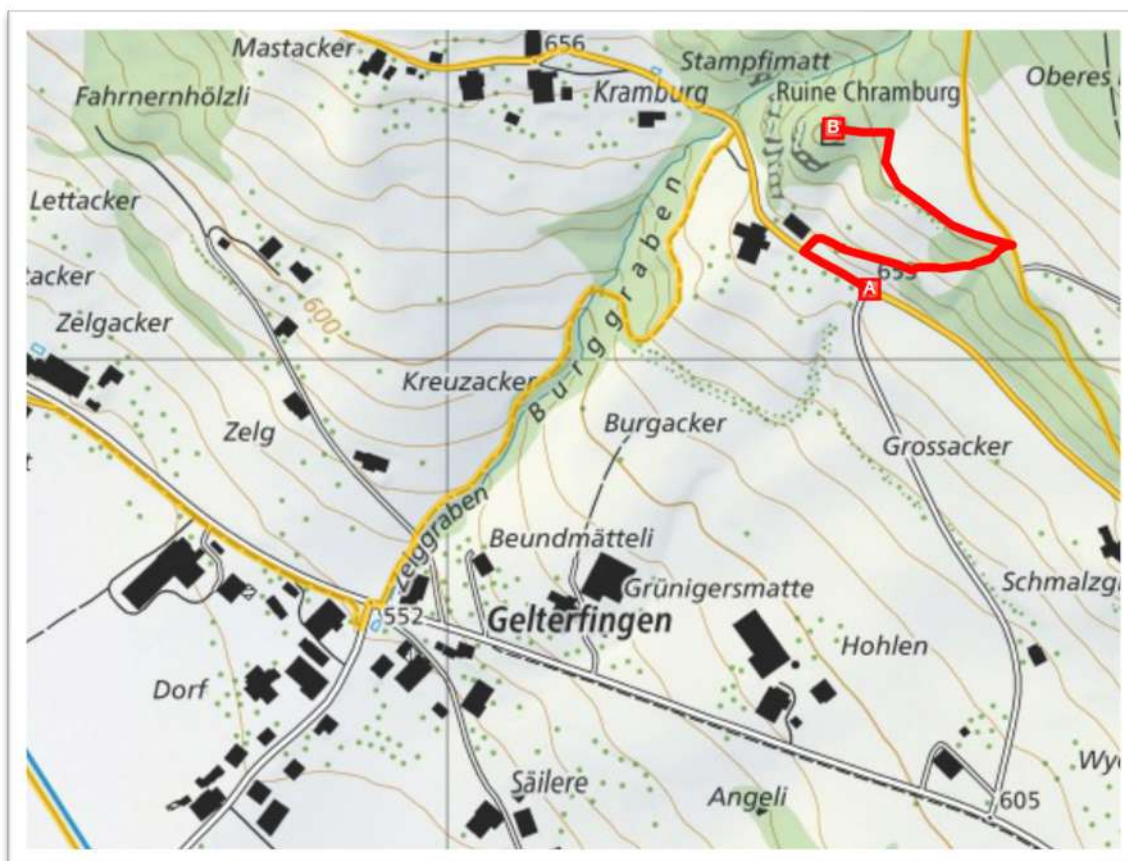 Mastacker
656
Stampfimatt
Fahrnernhölzli
Kramburg
Ruine Chramburg
Oberes
B
Lettacker
Burggraben
A
Zelgacker
600
Kreuzacker
Zelg
Burgacker
Grossacker
Zelggraben
Beundmätteli
Grünigersmatte
552
Gelterfingen
Hohlen
Dorf
Säilere
Angeli
605